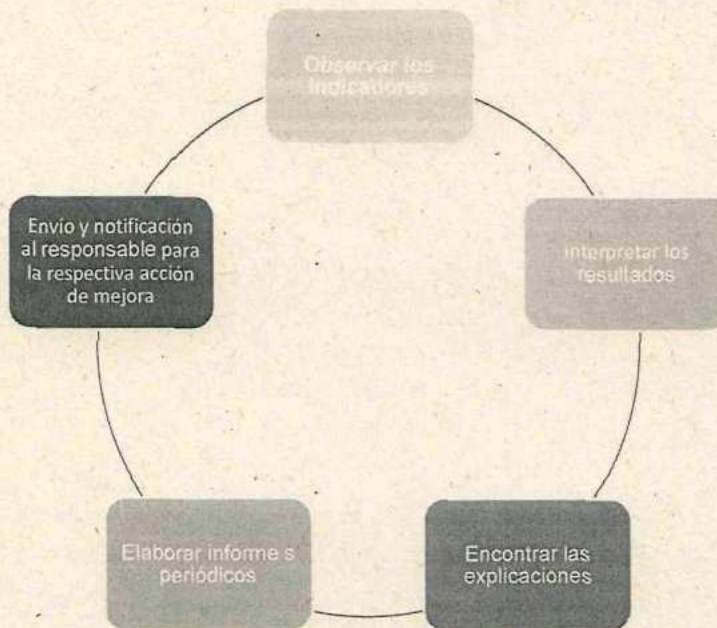 Observar los
Indicadores
Interpretar los
resultados
Encontrar las
explicaciones
Elaborar informe s
periódicos
Envío y notificación
al responsable para
la respectiva acción
de mejora